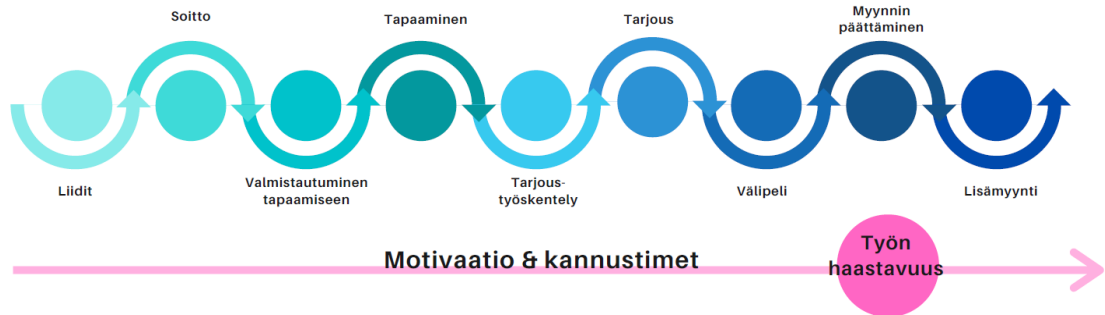 Soitto
Tapaaminen
Tarjous
Myynnin
päättäminen
Liidit
Valmistautuminen
tapaamiseen
Tarjous-
työskentely
Välipeli
Lisämyynti
Motivaatio & kannustimet
Työn
haastavuus